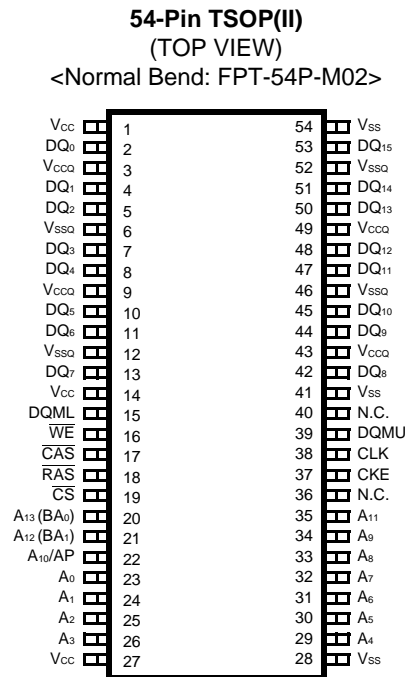 54-Pin TSOP(II)
(TOP VIEW)
<Normal Bend: FPT-54P-M02>
VCC 1 54 VSS
DQ0 2 53 DQ15
VCCQ 3 52 VSSQ
DQ1 4 51 DQ14
DQ2 5 50 DQ13
VSSQ 6 49 VCCQ
DQ3 7 48 DQ12
DQ4 8 47 DQ11
VCCQ 9 46 VSSQ
DQ5 10 45 DQ10
DQ6 11 44 DQ9
VSSQ 12 43 VCCQ
DQ7 13 42 DQ8
VCC 14 41 VSS
DQML 15 40 N.C.
W̅E̅ 16 39 DQMU
C̅A̅S̅ 17 38 CLK
R̅A̅S̅ 18 37 CKE
C̅S̅ 19 36 N.C.
A13 (BA0) 20 35 A11
A12 (BA1) 21 34 A9
A10/AP 22 33 A8
A0 23 32 A7
A1 24 31 A6
A2 25 30 A5
A3 26 29 A4
VCC 27 28 VSS